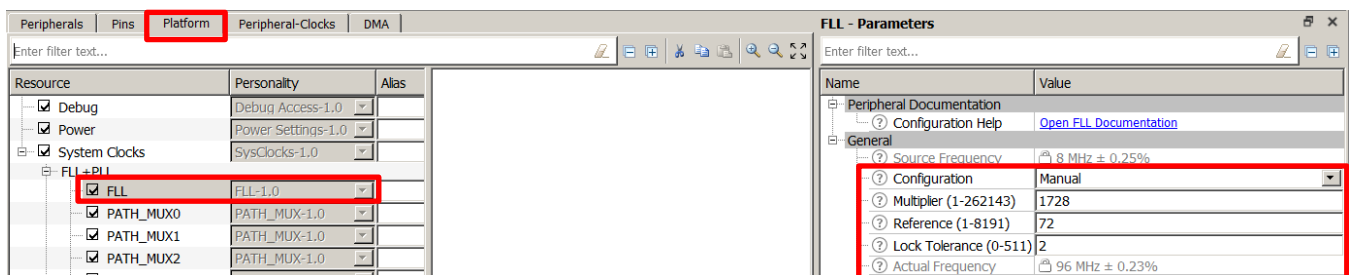 Peripherals Pins Platform Peripheral-Clocks DMA
Enter filter text...
Resource Personality Alias
Debug Debug Access-1.0
Power Power Settings-1.0
System Clocks SysClocks-1.0
FLL+PLL
FLL FLL-1.0
PATH_MUX0 PATH_MUX-1.0
PATH_MUX1 PATH_MUX-1.0
PATH_MUX2 PATH_MUX-1.0
FLL - Parameters
Enter filter text...
Name Value
Peripheral Documentation
Configuration Help Open FLL Documentation
General
Source Frequency 8 MHz ± 0.25%
Configuration Manual
Multiplier (1-262143) 1728
Reference (1-8191) 72
Lock Tolerance (0-511) 2
Actual Frequency 96 MHz ± 0.23%